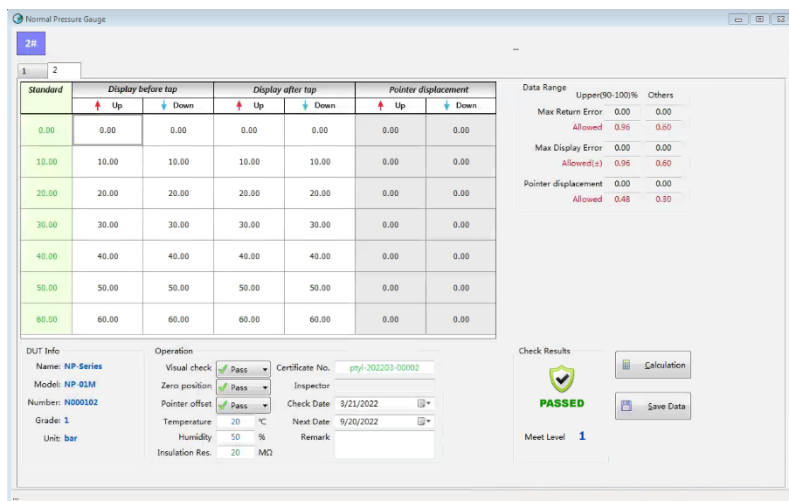 Normal Pressure Gauge
2#
1 2
Standard Display before tap Display after tap Pointer displacement
Up Down Up Down Up Down
0.00 0.00 0.00 0.00 0.00 0.00 0.00
10.00 10.00 10.00 10.00 10.00 0.00 0.00
20.00 20.00 20.00 20.00 20.00 0.00 0.00
30.00 30.00 30.00 30.00 30.00 0.00 0.00
40.00 40.00 40.00 40.00 40.00 0.00 0.00
50.00 50.00 50.00 50.00 50.00 0.00 0.00
60.00 60.00 60.00 60.00 60.00 0.00 0.00
Data Range
Upper(90-100)% Others
Max Return Error 0.00 0.00
Allowed 0.96 0.60
Max Display Error 0.00 0.00
Allowed(±) 0.96 0.60
Pointer displacement 0.00 0.00
Allowed 0.48 0.30
DUT Info
Name: NP-Series
Model: NP-01M
Number: N000102
Grade: 1
Unit: bar
Operation
Visual check Pass Certificate No. ptyl-202203-00002
Zero position Pass Inspector
Pointer offset Pass Check Date 3/21/2022
Temperature 20 ℃ Next Date 9/20/2022
Humidity 50 % Remark
Insulation Res. 20 MΩ
Check Results
PASSED
Meet Level 1
Calculation
Save Data
...